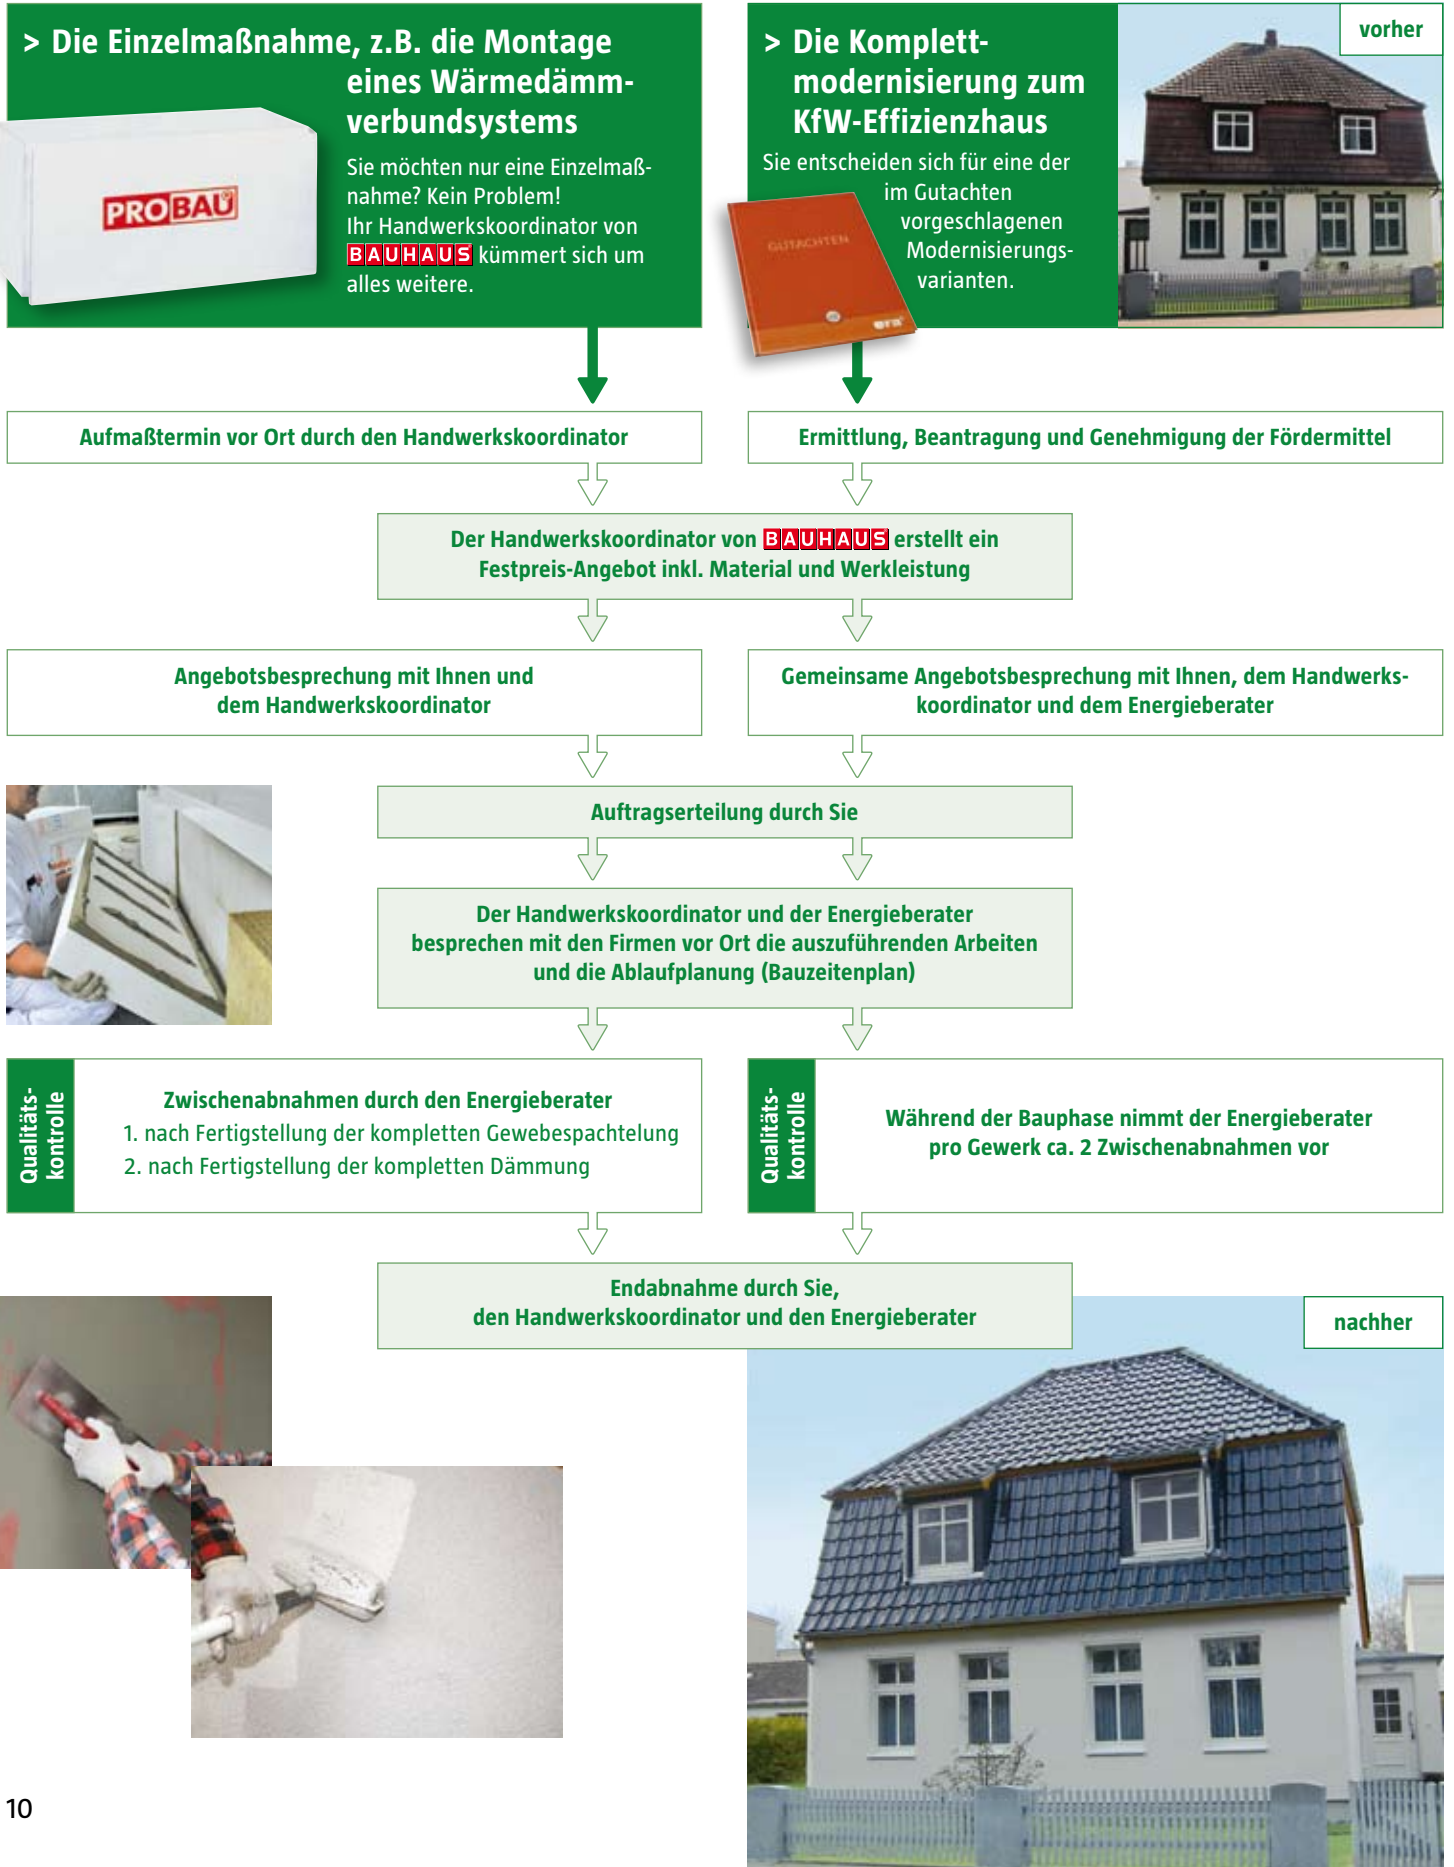 > Die Einzelmaßnahme, z.B. die Montage
eines Wärmedämm-
verbundsystems
PROBAU
Sie möchten nur eine Einzelmaß-
nahme? Kein Problem!
Ihr Handwerkskoordinator von
BAUHAUS kümmert sich um
alles weitere.
> Die Komplett-
modernisierung zum
KfW-Effizienzhaus
Sie entscheiden sich für eine der
im Gutachten
vorgeschlagenen
Modernisierungs-
varianten.
GUTACHTEN
vorher
Aufmaßtermin vor Ort durch den Handwerkskoordinator
Ermittlung, Beantragung und Genehmigung der Fördermittel
Der Handwerkskoordinator von BAUHAUS erstellt ein
Festpreis-Angebot inkl. Material und Werkleistung
Angebotsbesprechung mit Ihnen und
dem Handwerkskoordinator
Gemeinsame Angebotsbesprechung mit Ihnen, dem Handwerks-
koordinator und dem Energieberater
Auftragserteilung durch Sie
Der Handwerkskoordinator und der Energieberater
besprechen mit den Firmen vor Ort die auszuführenden Arbeiten
und die Ablaufplanung (Bauzeitenplan)
Qualitäts-
kontrolle
Zwischenabnahmen durch den Energieberater
1. nach Fertigstellung der kompletten Gewebespachtelung
2. nach Fertigstellung der kompletten Dämmung
Qualitäts-
kontrolle
Während der Bauphase nimmt der Energieberater
pro Gewerk ca. 2 Zwischenabnahmen vor
Endabnahme durch Sie,
den Handwerkskoordinator und den Energieberater
nachher
10